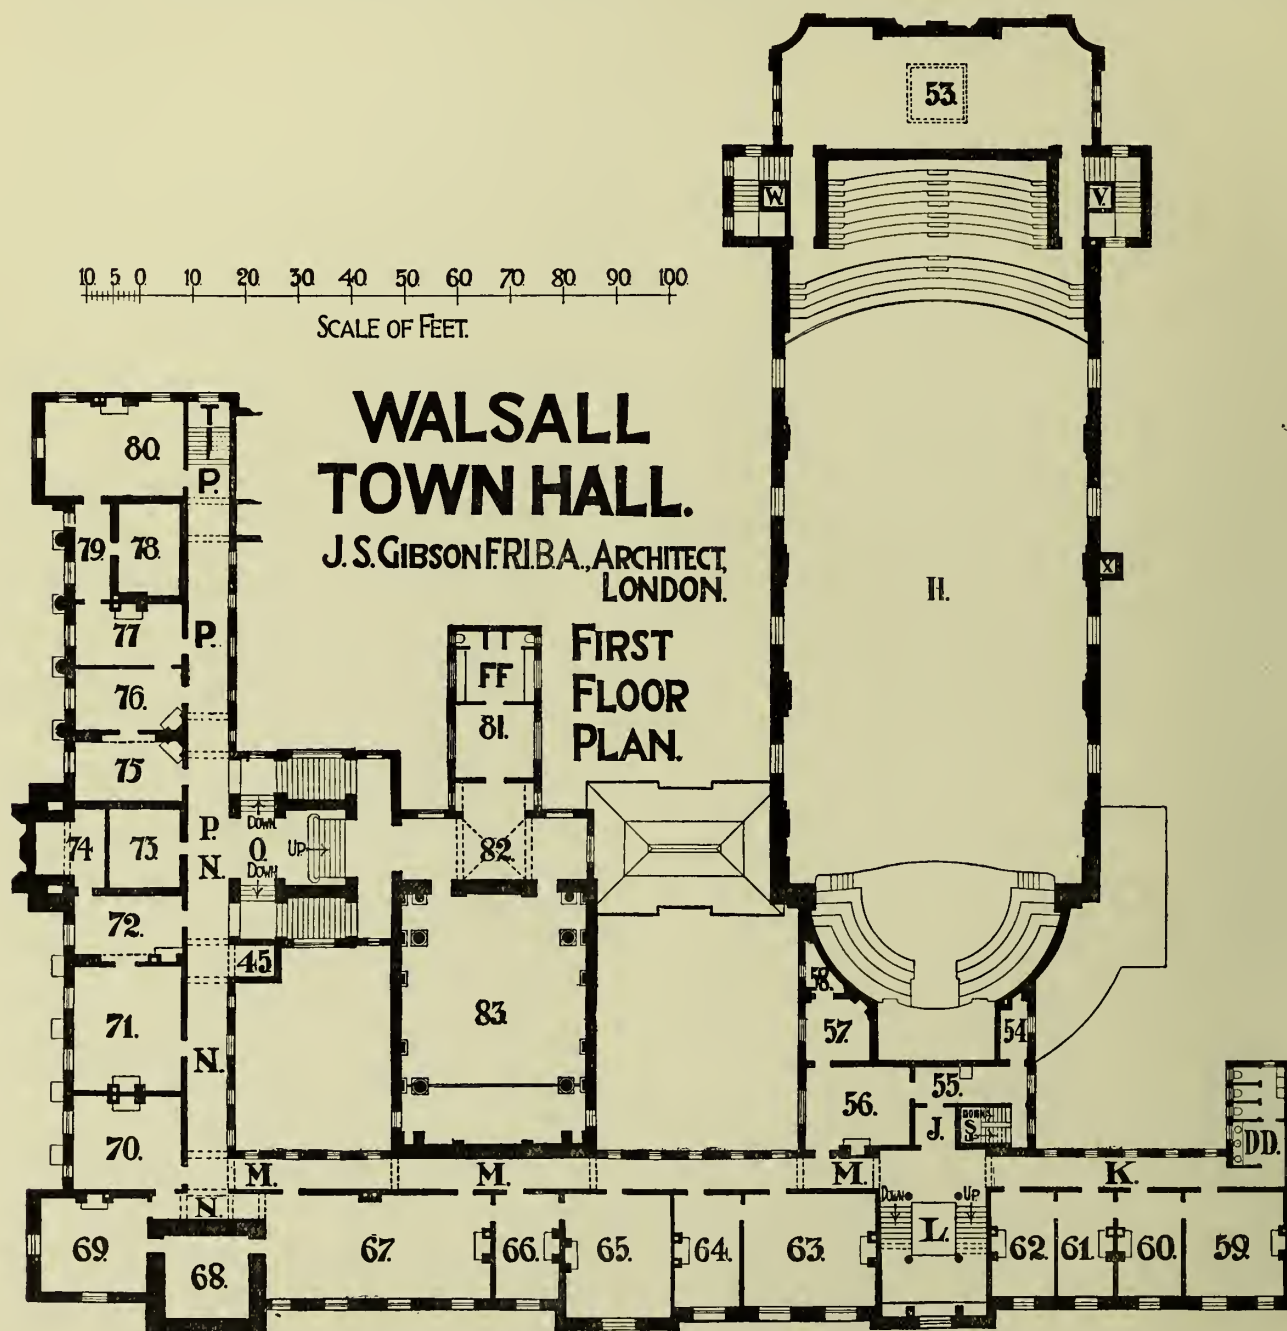 53.
W.
V.
10. 5 0. 10. 20. 30. 40. 50. 60. 70. 80. 90. 100.
SCALE OF FEET.
WALSALL
TOWN HALL.
J. S. GIBSON F.R.I.B.A., ARCHITECT,
LONDON.
FIRST
FLOOR
PLAN.
80.
T
P.
79.
78.
X
H.
77
P.
76.
FF
81.
75
74
73.
P.
N.
DOWN.
O.
UP.
DOWN
82.
72.
45
58.
71.
N.
83.
57.
54
55.
56.
J.
DOWN
S.
DD.
70.
M.
M.
M.
K.
N.
DOWN
UP.
L.
69.
68.
67.
66.
65.
64.
63.
62.
61.
60.
59.